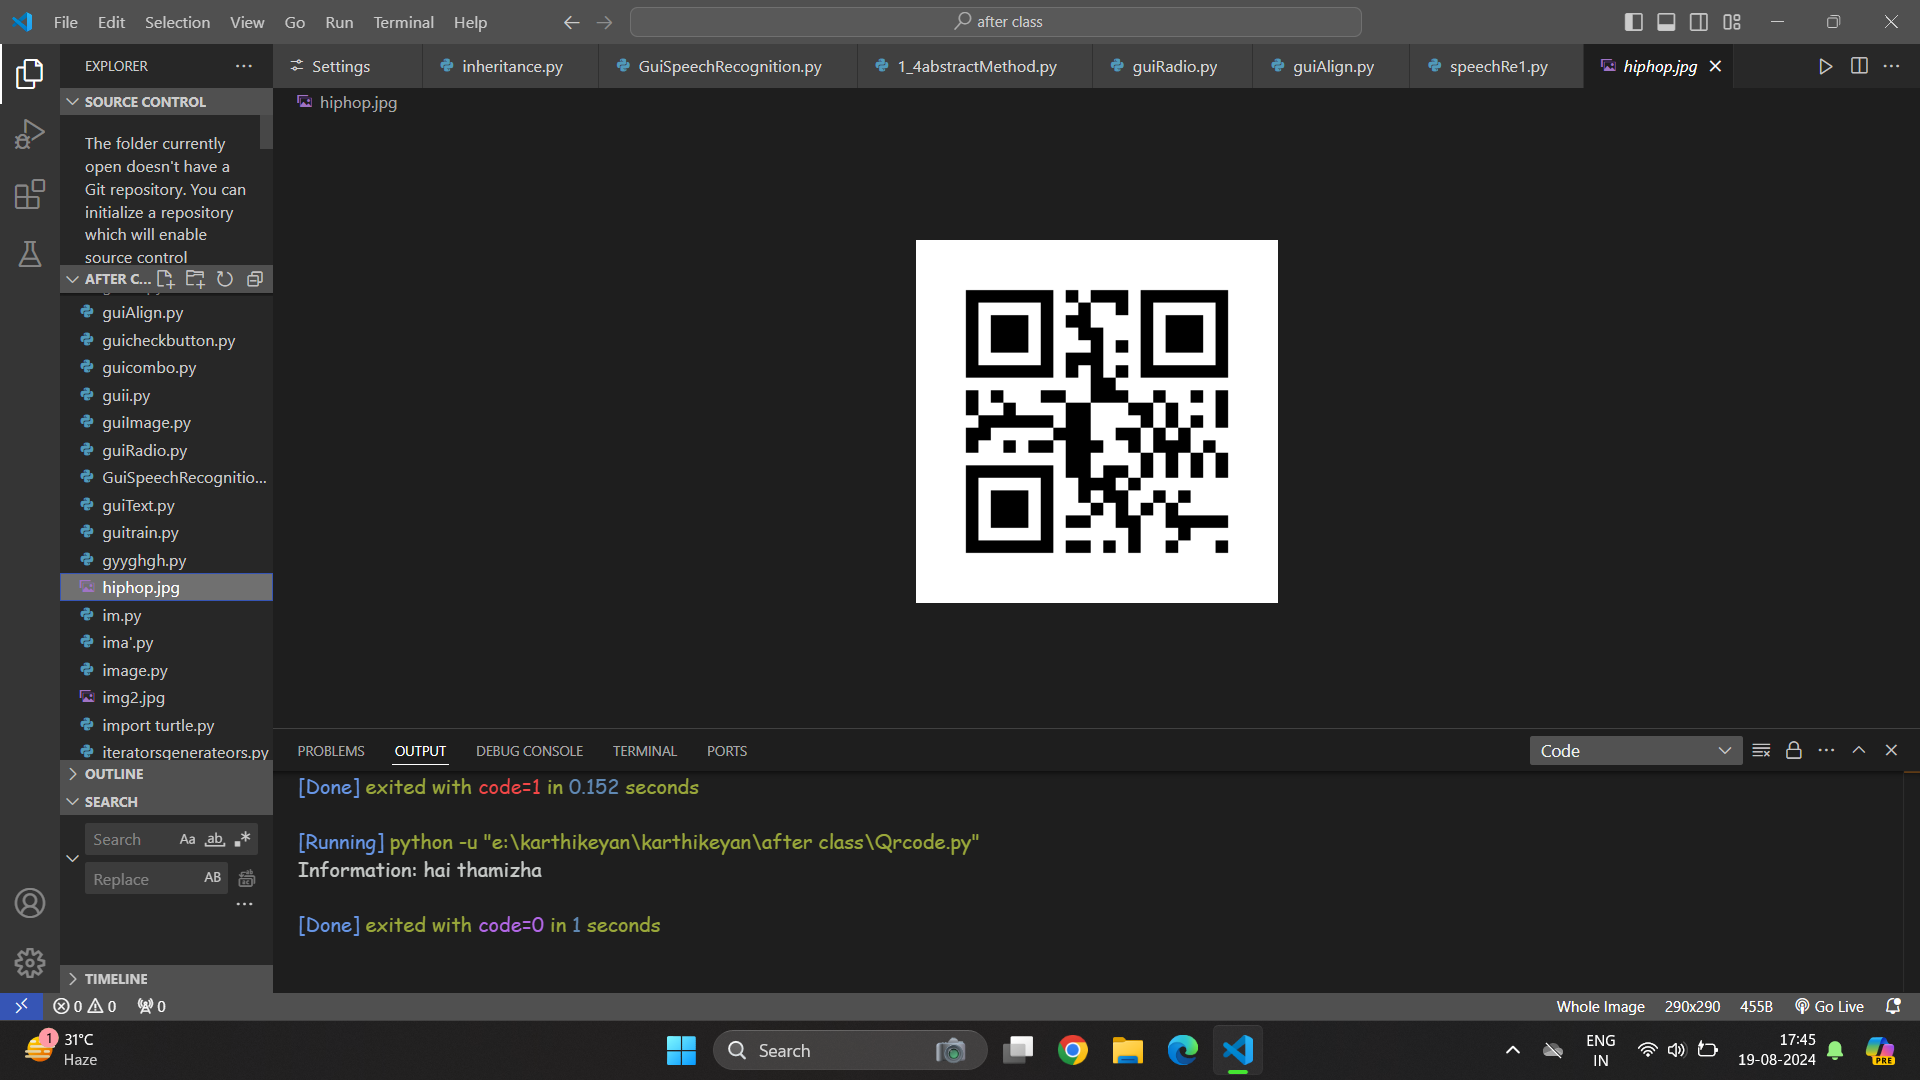 File Edit Selection View Go Run Terminal Help
after class
EXPLORER
Settings
inheritance.py
GuiSpeechRecognition.py
1_4abstractMethod.py
guiRadio.py
guiAlign.py
speechRe1.py
hiphop.jpg
hiphop.jpg
SOURCE CONTROL
The folder currently
open doesn't have a
Git repository. You can
initialize a repository
which will enable
source control
AFTER C...
guiAlign.py
guicheckbutton.py
guicombo.py
guii.py
guiImage.py
guiRadio.py
GuiSpeechRecognitio...
guiText.py
guitrain.py
gyyghgh.py
hiphop.jpg
im.py
ima'.py
image.py
img2.jpg
import turtle.py
iteratorsgenerateors.py
OUTLINE
SEARCH
Search Aa ab
Replace AB
TIMELINE
PROBLEMS OUTPUT DEBUG CONSOLE TERMINAL PORTS
Code
[Done] exited with code=1 in 0.152 seconds
[Running] python -u "e:\karthikeyan\karthikeyan\after class\Qrcode.py"
Information: hai thamizha
[Done] exited with code=0 in 1 seconds
0 0 0
Whole Image 290x290 455B Go Live
1
31°C
Haze
Search
ENG
IN
17:45
19-08-2024
PRE